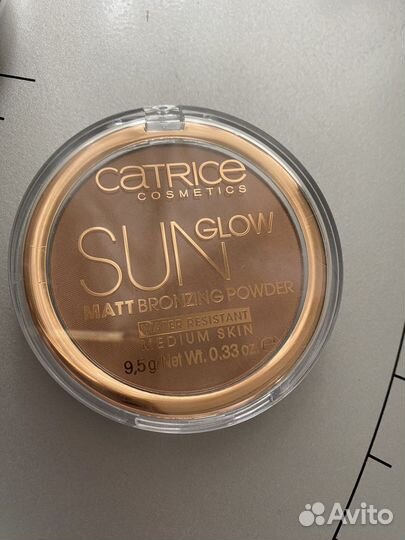 CATRICE
COSMETICS
SUN GLOW
MATT BRONZING POWDER
WATER RESISTANT
MEDIUM SKIN
9,5g Net Wt. 0.33 oz. ℮
Avito